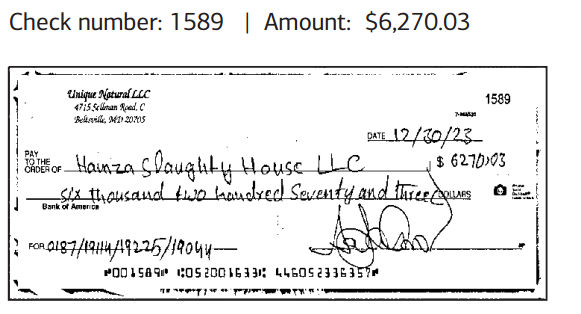 Check number: 1589 | Amount: $6,270.03
Unique Natural LLC
4715 Sellman Road, C
Beltsville, MD 20705
1589
DATE 12/30/23
PAY TO THE ORDER OF Hamza Slaughty House LLC $ 6270.03
six thousand two hundred Seventy and three DOLLARS
Bank of America
FOR 0187/19114/19225/19044
⑈001589⑈ ⑆052001633⑆ 446052336357⑈